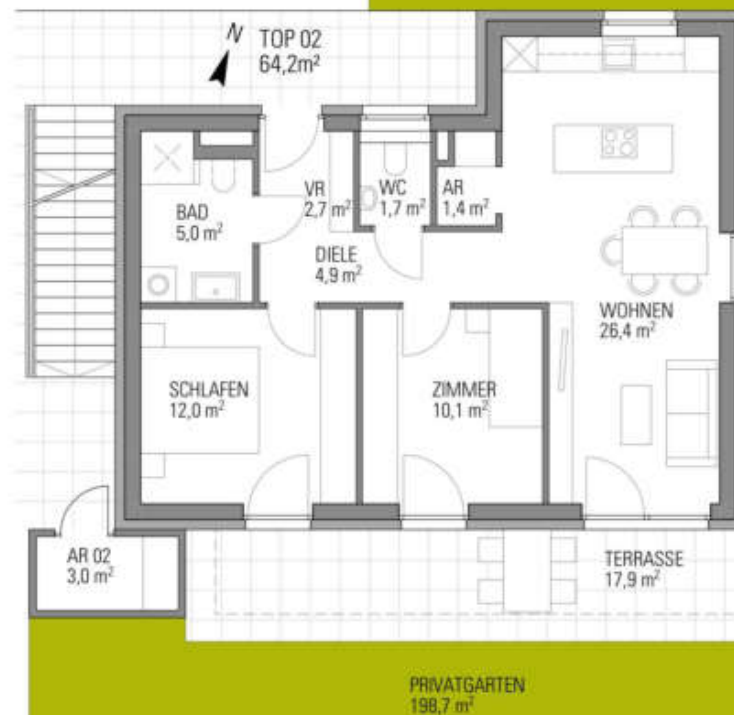 N
TOP 02
64,2m²
VR
2,7 m²
WC
1,7 m²
AR
1,4 m²
BAD
5,0 m²
DIELE
4,9 m²
WOHNEN
26,4 m²
SCHLAFEN
12,0 m²
ZIMMER
10,1 m²
AR 02
3,0 m²
TERRASSE
17,9 m²
PRIVATGARTEN
198,7 m²